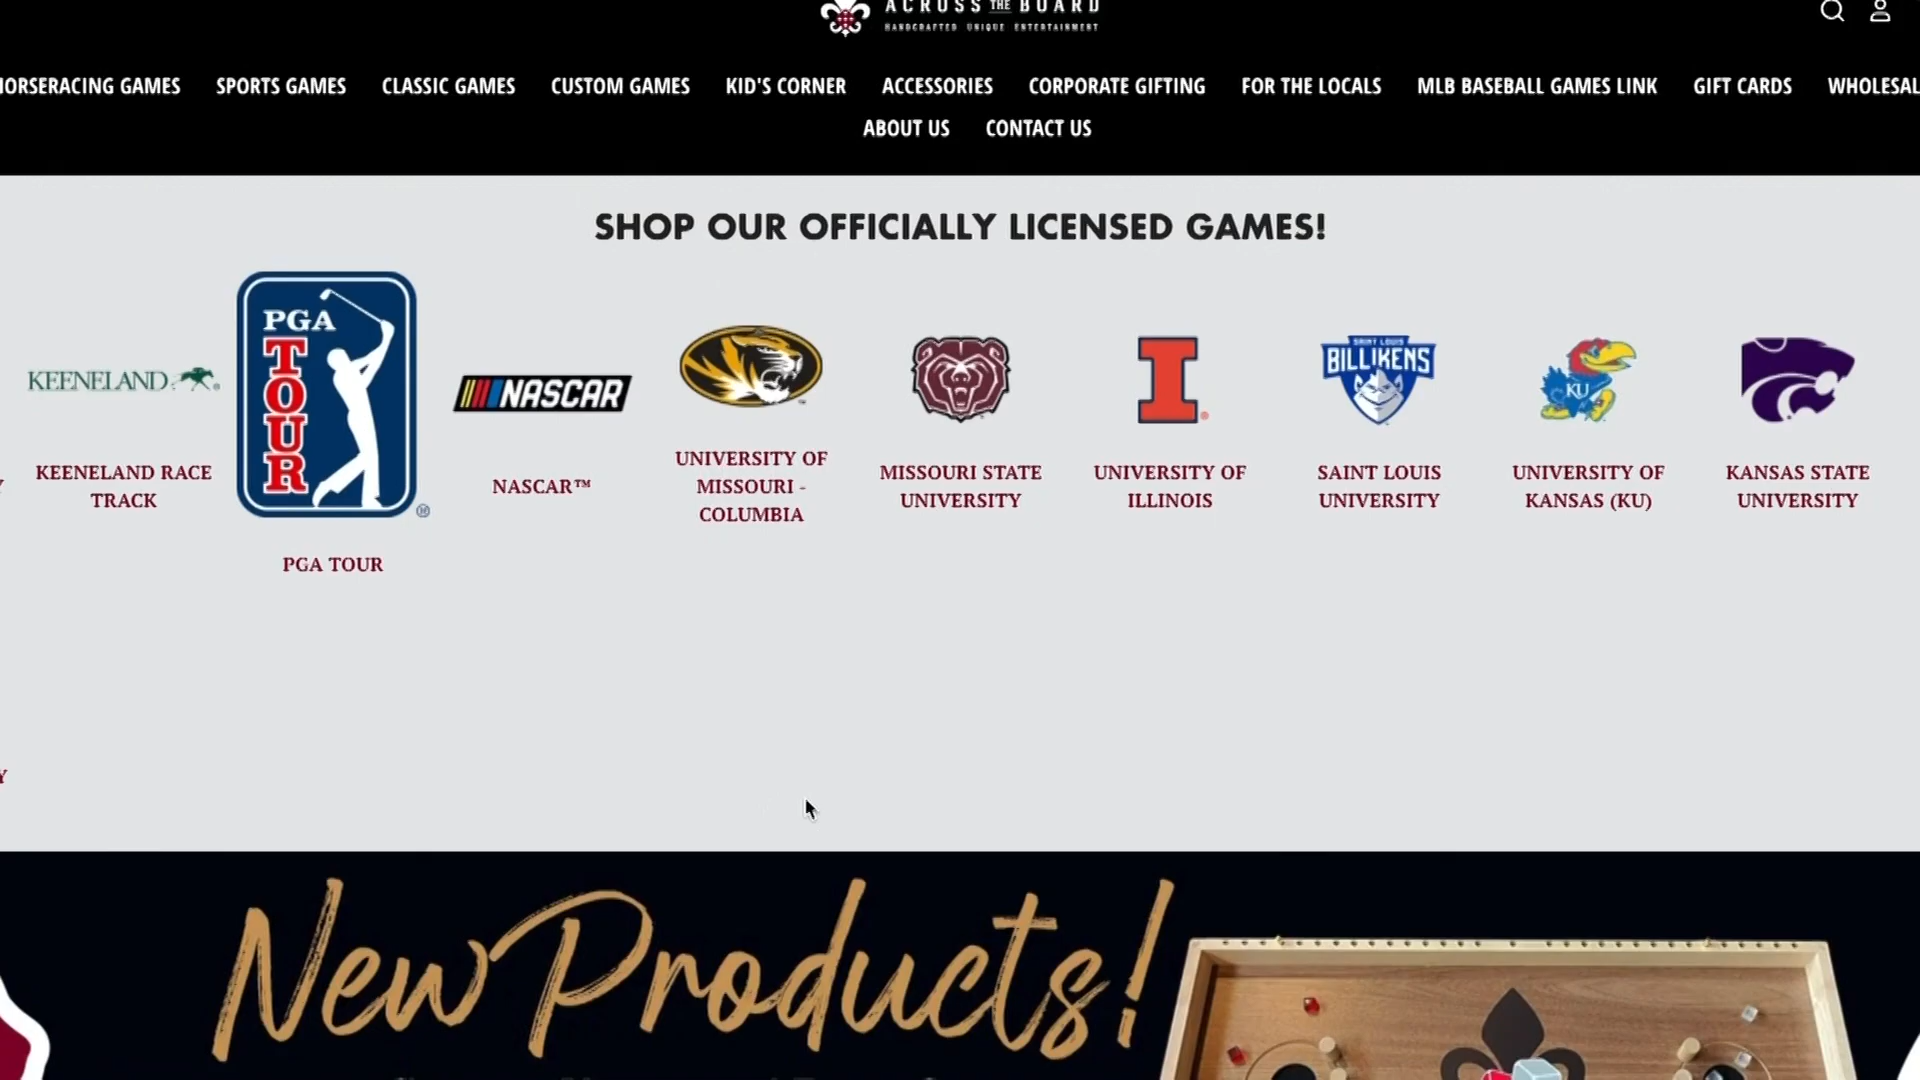 ACROSS THE BOARD
HANDCRAFTED UNIQUE ENTERTAINMENT
HORSERACING GAMES SPORTS GAMES CLASSIC GAMES CUSTOM GAMES KID'S CORNER ACCESSORIES CORPORATE GIFTING FOR THE LOCALS MLB BASEBALL GAMES LINK GIFT CARDS WHOLESAL
ABOUT US CONTACT US
SHOP OUR OFFICIALLY LICENSED GAMES!
KEENELAND
KEENELAND RACE
TRACK
PGA
TOUR
PGA TOUR
NASCAR
NASCAR™
UNIVERSITY OF
MISSOURI -
COLUMBIA
MISSOURI STATE
UNIVERSITY
I
UNIVERSITY OF
ILLINOIS
SAINT LOUIS
BILLIKENS
SAINT LOUIS
UNIVERSITY
KU
UNIVERSITY OF
KANSAS (KU)
KANSAS STATE
UNIVERSITY
Y
New Products!